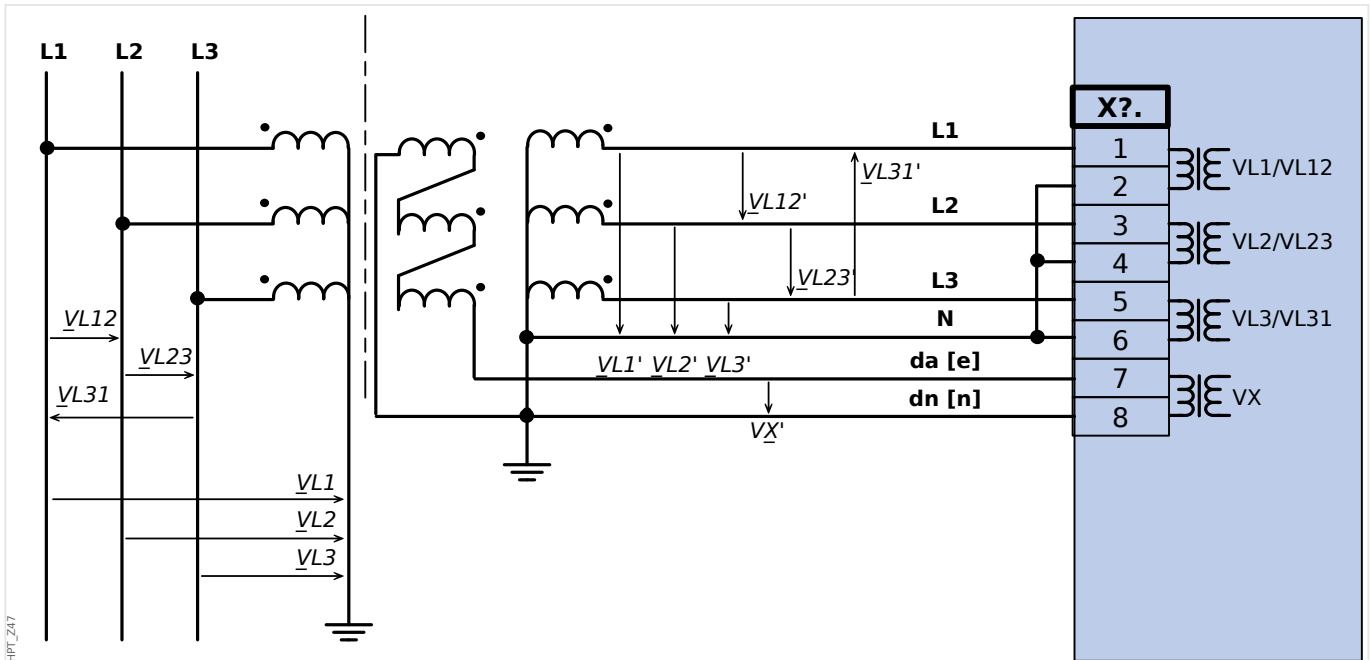 L1 L2 L3
X?.
L1
1
VL31'
VL1/VL12
2
VL12'
L2
3
VL2/VL23
4
VL23'
L3
5
VL12
N
VL3/VL31
6
VL23
VL1' VL2' VL3'
da [e]
7
VL31
dn [n]
VX
8
VX'
VL1
VL2
VL3
HPT_Z47